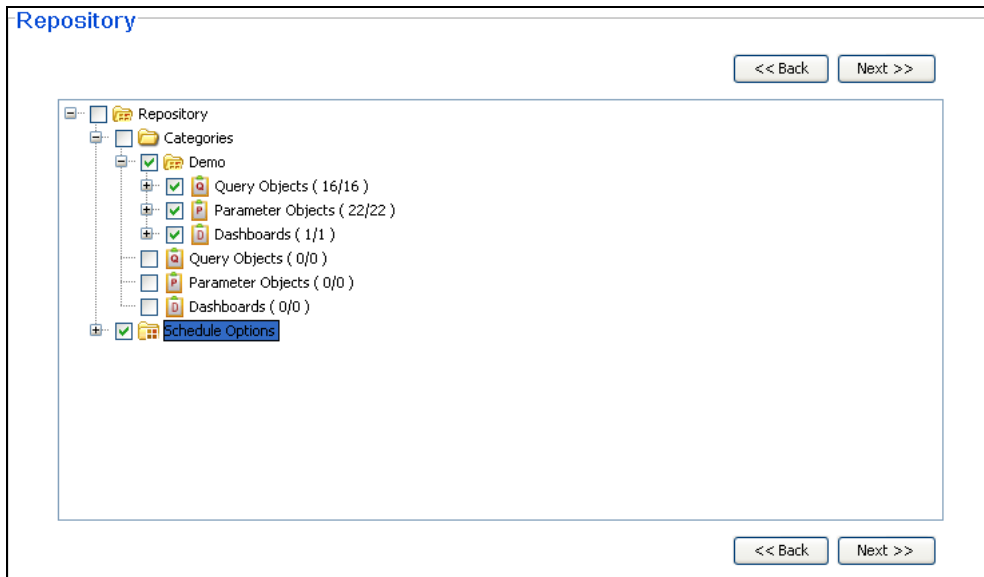 Repository
<< Back Next >>
Repository
Categories
Demo
Q Query Objects ( 16/16 )
P Parameter Objects ( 22/22 )
D Dashboards ( 1/1 )
Q Query Objects ( 0/0 )
P Parameter Objects ( 0/0 )
D Dashboards ( 0/0 )
Schedule Options
<< Back Next >>